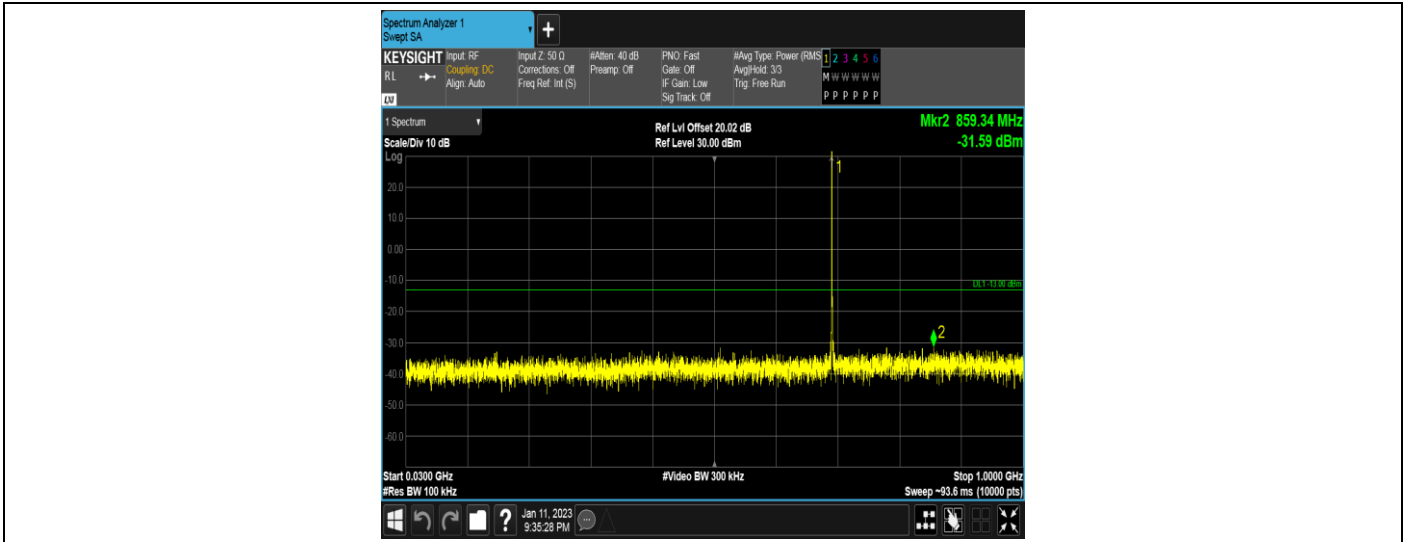 Spectrum Analyzer 1
Swept SA
+
KEYSIGHT
RL
LXI
Input: RF
Coupling: DC
Align: Auto
Input Z: 50 Ω
Corrections: Off
Freq Ref: Int (S)
#Atten: 40 dB
Preamp: Off
PNO: Fast
Gate: Off
IF Gain: Low
Sig Track: Off
#Avg Type: Power (RMS
Avg|Hold: 3/3
Trig: Free Run
1 2 3 4 5 6
M W W W W W
P P P P P P
1 Spectrum
Scale/Div 10 dB
Ref Lvl Offset 20.02 dB
Ref Level 30.00 dBm
Mkr2 859.34 MHz
-31.59 dBm
Log
1
20.0
10.0
0.00
-10.0
DL1 -13.00 dBm
-20.0
-30.0
2
-40.0
-50.0
-60.0
Start 0.0300 GHz
#Res BW 100 kHz
#Video BW 300 kHz
Stop 1.0000 GHz
Sweep ~93.6 ms (10000 pts)
?
Jan 11, 2023
9:35:28 PM